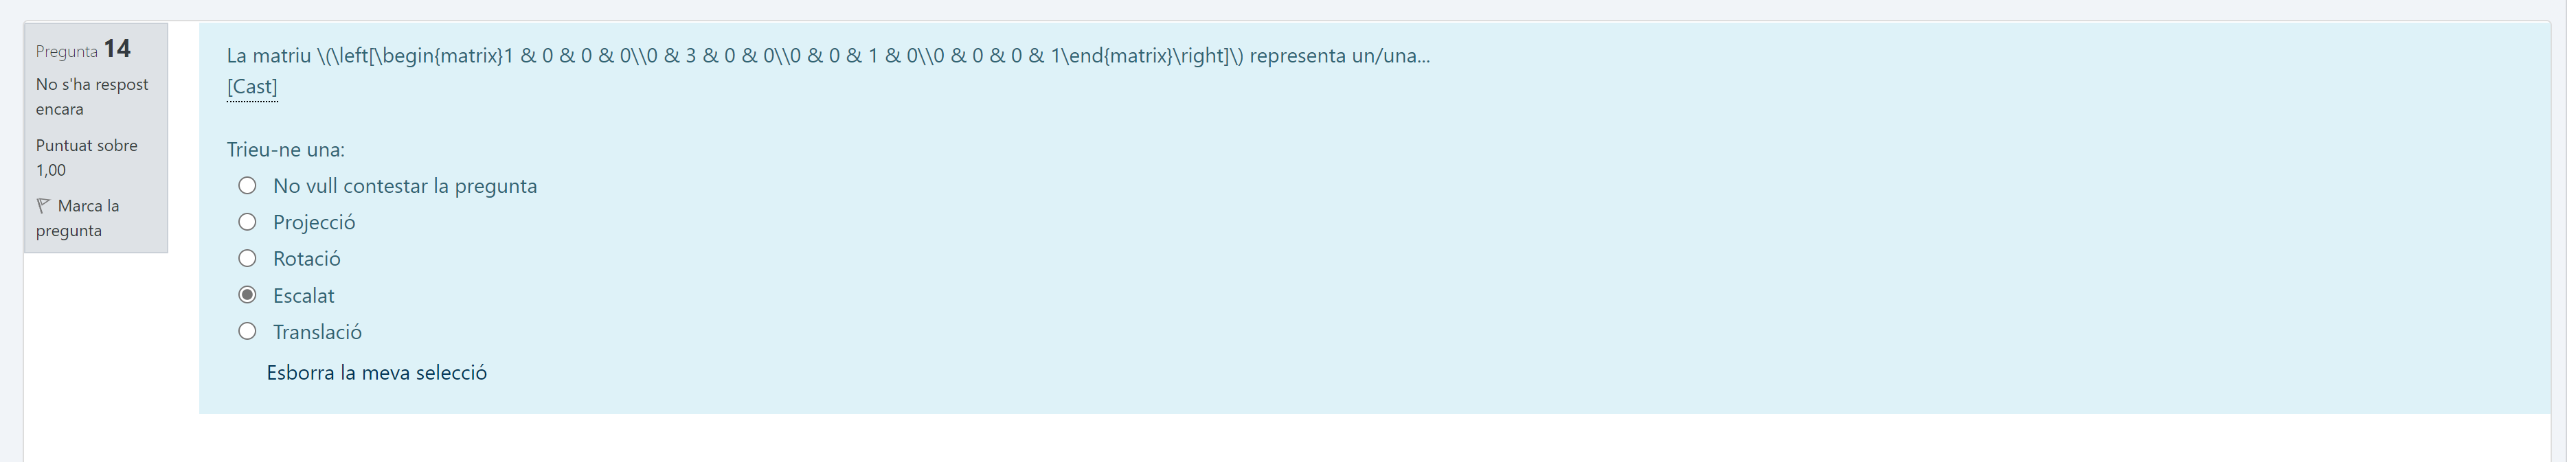 Pregunta 14
No s'ha respost
encara
Puntuat sobre
1,00
Marca la
pregunta
La matriu \(\left[\begin{matrix}1 & 0 & 0 & 0\\0 & 3 & 0 & 0\\0 & 0 & 1 & 0\\0 & 0 & 0 & 1\end{matrix}\right]\) representa un/una...
[Cast]
Trieu-ne una:
No vull contestar la pregunta
Projecció
Rotació
Escalat
Translació
Esborra la meva selecció